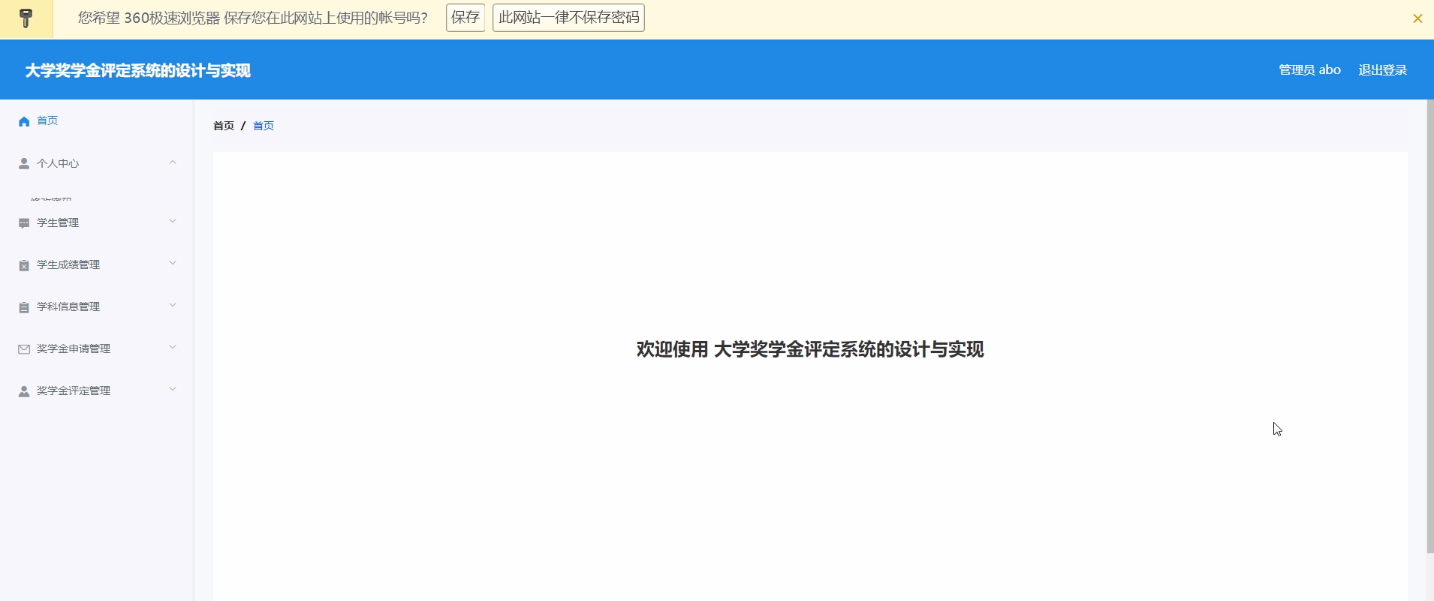 您希望 360极速浏览器 保存您在此网站上使用的帐号吗？ 保存 此网站一律不保存密码
大学奖学金评定系统的设计与实现 管理员 abo 退出登录
首页
首页 / 首页
个人中心
学生管理
学生成绩管理
学科信息管理
奖学金申请管理
奖学金评定管理
欢迎使用 大学奖学金评定系统的设计与实现